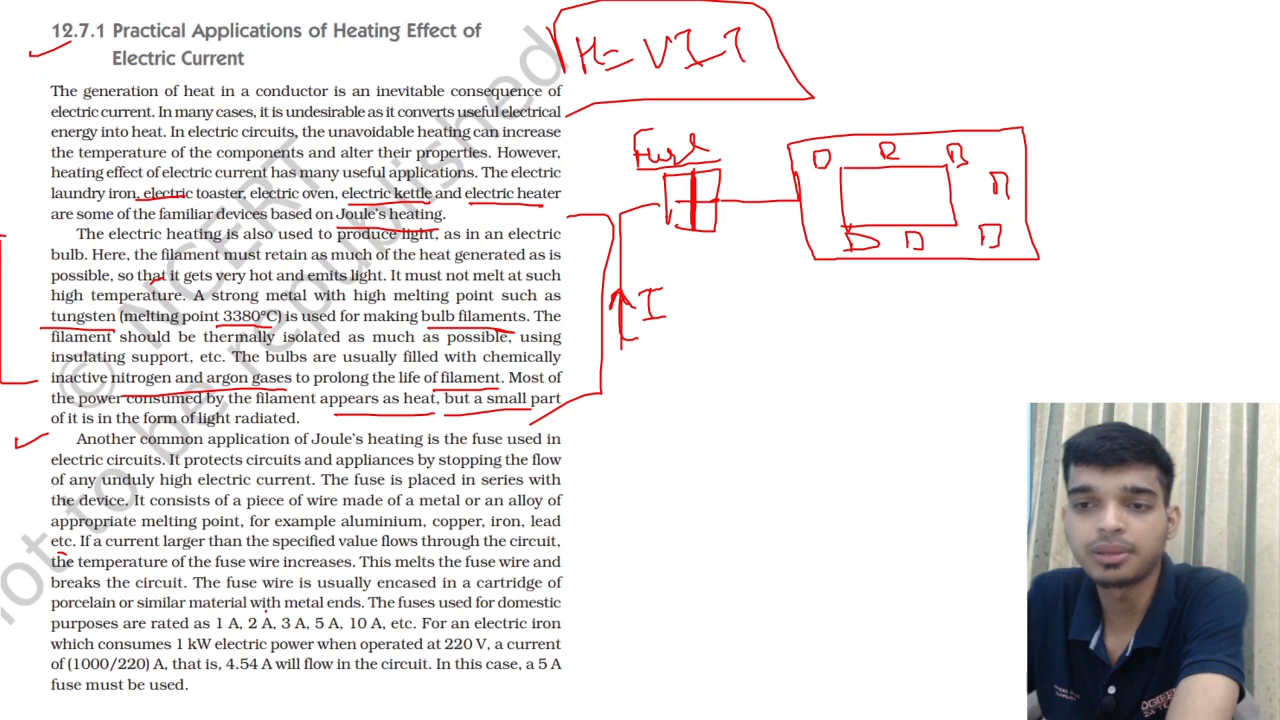 12.7.1 Practical Applications of Heating Effect of
Electric Current
The generation of heat in a conductor is an inevitable consequence of
electric current. In many cases, it is undesirable as it converts useful electrical
energy into heat. In electric circuits, the unavoidable heating can increase
the temperature of the components and alter their properties. However,
heating effect of electric current has many useful applications. The electric
laundry iron, electric toaster, electric oven, electric kettle and electric heater
are some of the familiar devices based on Joule's heating.
The electric heating is also used to produce light, as in an electric
bulb. Here, the filament must retain as much of the heat generated as is
possible, so that it gets very hot and emits light. It must not melt at such
high temperature. A strong metal with high melting point such as
tungsten (melting point 3380°C) is used for making bulb filaments. The
filament should be thermally isolated as much as possible, using
insulating support, etc. The bulbs are usually filled with chemically
inactive nitrogen and argon gases to prolong the life of filament. Most of
the power consumed by the filament appears as heat, but a small part
of it is in the form of light radiated.
Another common application of Joule's heating is the fuse used in
electric circuits. It protects circuits and appliances by stopping the flow
of any unduly high electric current. The fuse is placed in series with
the device. It consists of a piece of wire made of a metal or an alloy of
appropriate melting point, for example aluminium, copper, iron, lead
etc. If a current larger than the specified value flows through the circuit,
the temperature of the fuse wire increases. This melts the fuse wire and
breaks the circuit. The fuse wire is usually encased in a cartridge of
porcelain or similar material with metal ends. The fuses used for domestic
purposes are rated as 1 A, 2 A, 3 A, 5 A, 10 A, etc. For an electric iron
which consumes 1 kW electric power when operated at 220 V, a current
of (1000/220) A, that is, 4.54 A will flow in the circuit. In this case, a 5 A
fuse must be used.
© NCERT
not to be republished
H = VIT
Fuse
I